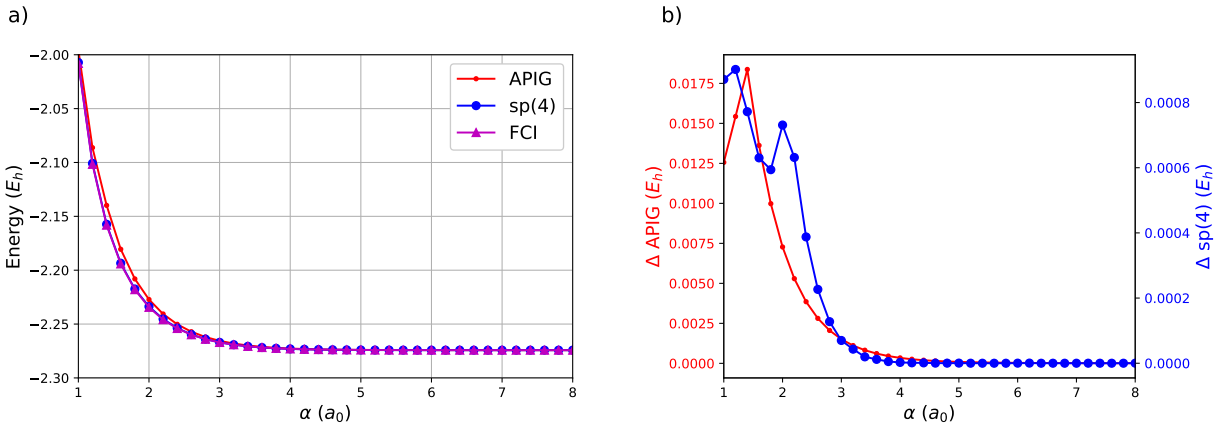 a)
b)
−2.00
−2.05
−2.10
−2.15
−2.20
−2.25
−2.30
Energy (E_h)
1 2 3 4 5 6 7 8
α (a_0)
APIG
sp(4)
FCI
0.0175
0.0150
0.0125
0.0100
0.0075
0.0050
0.0025
0.0000
Δ APIG (E_h)
1 2 3 4 5 6 7 8
α (a_0)
0.0008
0.0006
0.0004
0.0002
0.0000
Δ sp(4) (E_h)